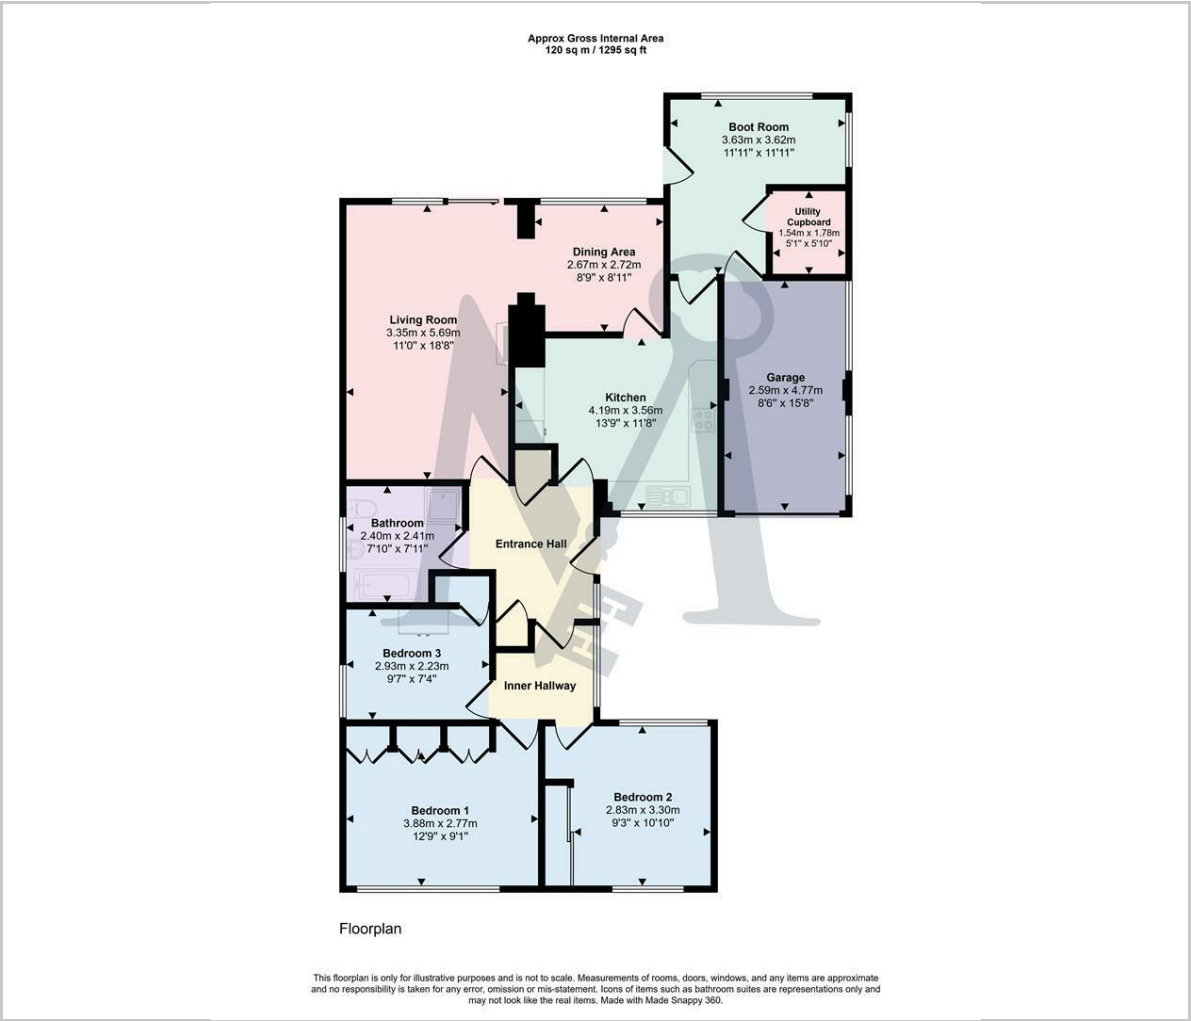 Approx Gross Internal Area
120 sq m / 1295 sq ft
Boot Room
3.63m x 3.62m
11'11" x 11'11"
Utility
Cupboard
1.54m x 1.78m
5'1" x 5'10"
Dining Area
2.67m x 2.72m
8'9" x 8'11"
Living Room
3.35m x 5.69m
11'0" x 18'8"
Garage
2.59m x 4.77m
8'6" x 15'8"
Kitchen
4.19m x 3.56m
13'9" x 11'8"
Bathroom
2.40m x 2.41m
7'10" x 7'11"
Entrance Hall
Bedroom 3
2.93m x 2.23m
9'7" x 7'4"
Inner Hallway
Bedroom 1
3.88m x 2.77m
12'9" x 9'1"
Bedroom 2
2.83m x 3.30m
9'3" x 10'10"
Floorplan
This floorplan is only for illustrative purposes and is not to scale. Measurements of rooms, doors, windows, and any items are approximate
and no responsibility is taken for any error, omission or mis-statement. Icons of items such as bathroom suites are representations only and
may not look like the real items. Made with Made Snappy 360.